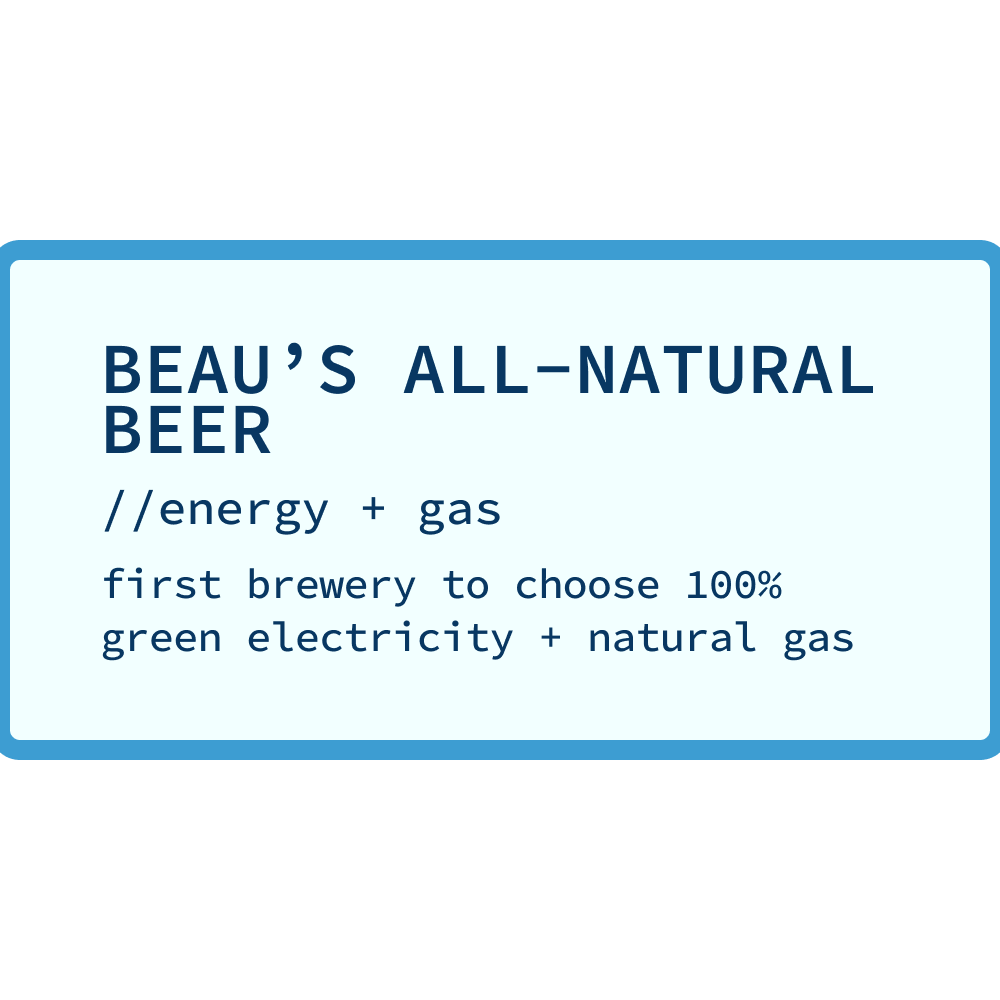 BEAU’S ALL-NATURAL
BEER
//energy + gas
first brewery to choose 100%
green electricity + natural gas